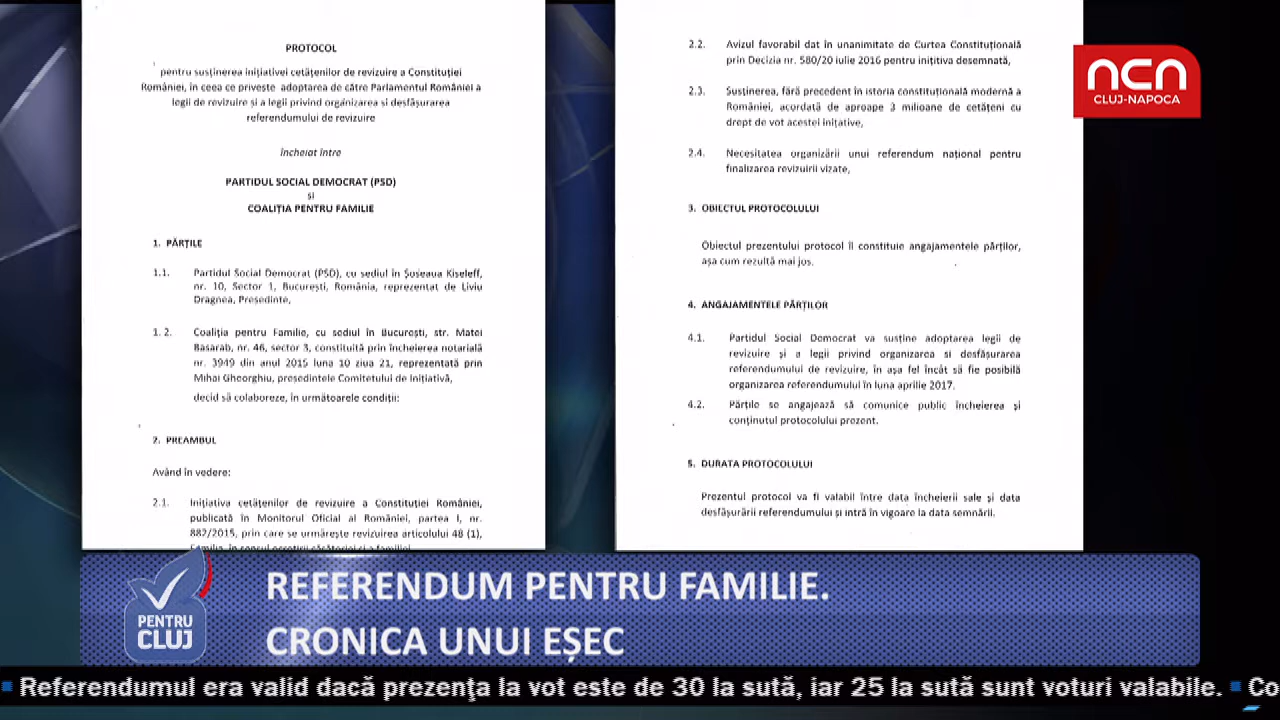 PROTOCOL
pentru susținerea inițiativei cetățenilor de revizuire a Constituției
României, în ceea ce priveste adoptarea de către Parlamentul României a
legii de revizuire și a legii privind organizarea si desfășurarea
referendumului de revizuire
încheiat între
PARTIDUL SOCIAL DEMOCRAT (PSD)
și
COALIȚIA PENTRU FAMILIE
1. PĂRȚILE
1.1. Partidul Social Democrat (PSD), cu sediul în Șoseaua Kiseleff,
nr. 10, Sector 1, București, România, reprezentat de Liviu
Dragnea, Președinte,
1. 2. Coaliția pentru Familie, cu sediul în București, str. Matei
Basarab, nr. 46, sector 3, constituită prin încheierea notarială
nr. 3949 din anul 2015 luna 10 ziua 21, reprezentată prin
Mihai Gheorghiu, președintele Comitetului de Inițiativă,
decid să colaboreze, în următoarele condiții:
2. PREAMBUL
Având în vedere:
2.1. Inițiativa cetățenilor de revizuire a Constituției României,
publicată în Monitorul Oficial al României, partea I, nr.
882/2015, prin care se urmărește revizuirea articolului 48 (1),
Familia, în sensul ocrotirii căsătoriei și a familiei
2.2. Avizul favorabil dat în unanimitate de Curtea Constituțională
prin Decizia nr. 580/20 iulie 2016 pentru inițitiva desemnată,
2.3. Susținerea, fără precedent în istoria constituțională modernă a
României, acordată de aproape 3 milioane de cetățeni cu
drept de vot acestei inițative,
2.4. Necesitatea organizării unui referendum național pentru
finalizarea revizuirii vizate,
3. OBIECTUL PROTOCOLULUI
Obiectul prezentului protocol îl constituie angajamentele părților,
așa cum rezultă mai jos.
4. ANGAJAMENTELE PĂRȚILOR
4.1. Partidul Social Democrat va susține adoptarea legii de
revizuire și a legii privind organizarea si desfășurarea
referendumului de revizuire, în așa fel încât să fie posibilă
organizarea referendumului în luna aprilie 2017.
4.2. Părțile se angajează să comunice public încheierea și
conținutul protocolului prezent.
5. DURATA PROTOCOLULUI
Prezentul protocol va fi valabil între data încheierii sale și data
desfășurării referendumului și intră în vigoare la data semnării.
ncn
CLUJ-NAPOCA
PENTRU
CLUJ
REFERENDUM PENTRU FAMILIE.
CRONICA UNUI EȘEC
Referendumul era valid dacă prezenţa la vot este de 30 la sută, iar 25 la sută sunt voturi valabile. Co